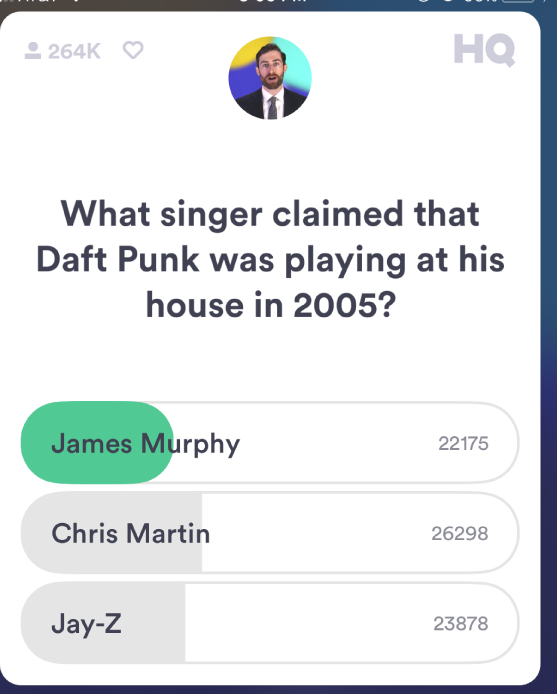 264K
HQ
What singer claimed that
Daft Punk was playing at his
house in 2005?
James Murphy 22175
Chris Martin 26298
Jay-Z 23878